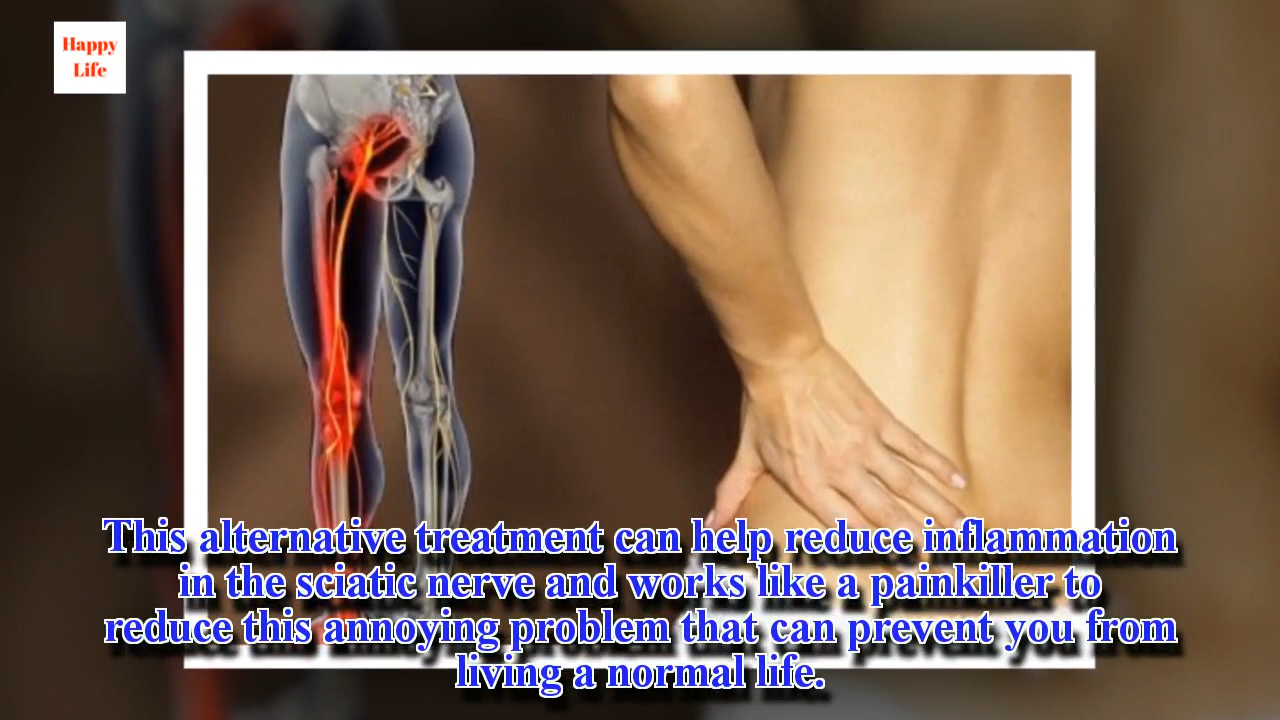 Happy
Life
This alternative treatment can help reduce inflammation
in the sciatic nerve and works like a painkiller to
reduce this annoying problem that can prevent you from
living a normal life.